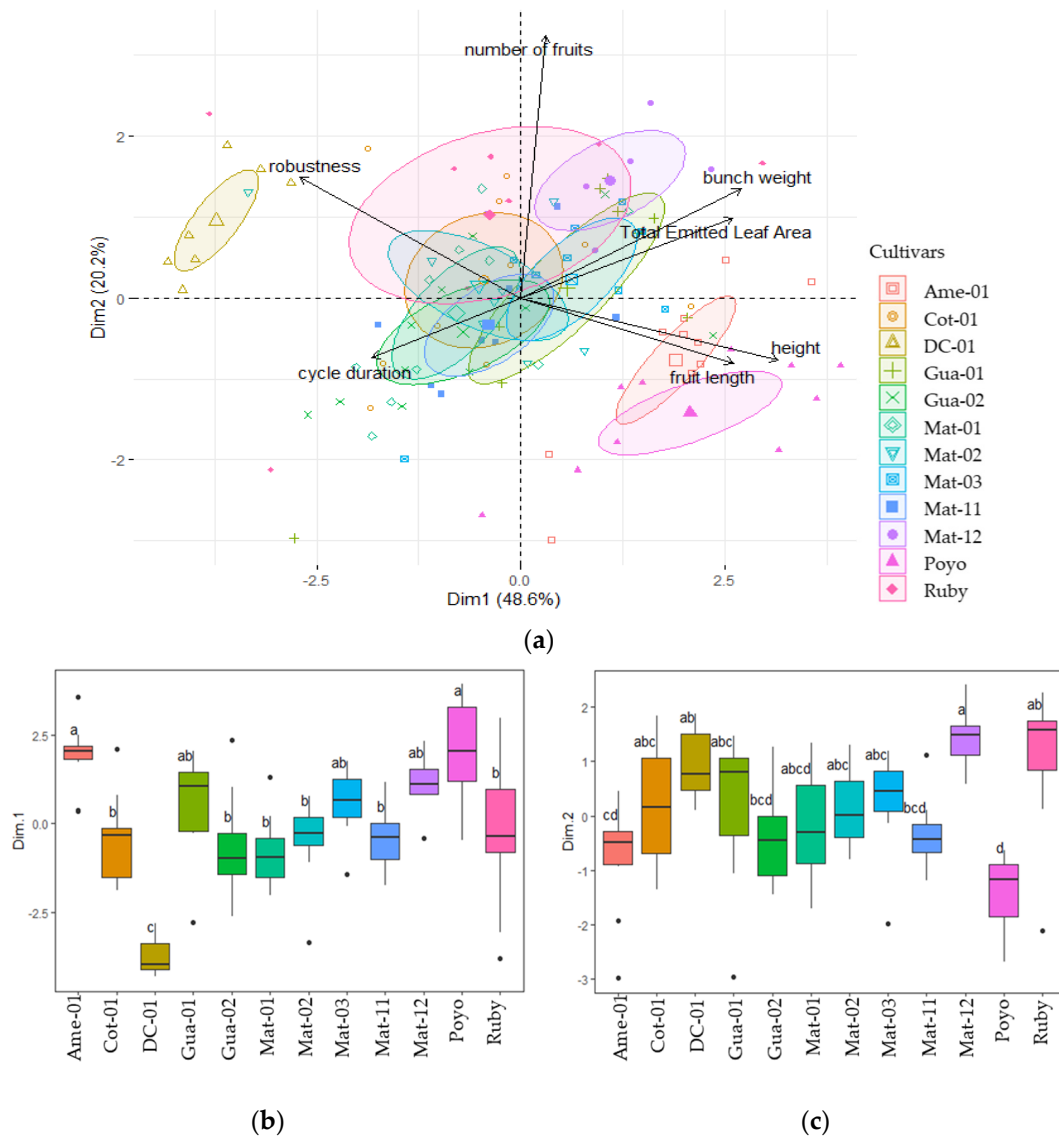 number of fruits
2
robustness
bunch weight
Total Emitted Leaf Area
Dim2 (20.2%)
0
height
fruit length
cycle duration
-2
-2.5
0.0
2.5
Dim1 (48.6%)
Cultivars
Ame-01
Cot-01
DC-01
Gua-01
Gua-02
Mat-01
Mat-02
Mat-03
Mat-11
Mat-12
Poyo
Ruby
(a)
Dim.1
2.5
0.0
-2.5
a
b
c
ab
b
b
b
ab
ab
ab
a
b
Ame-01
Cot-01
DC-01
Gua-01
Gua-02
Mat-01
Mat-02
Mat-03
Mat-11
Mat-12
Poyo
Ruby
(b)
Dim.2
2
1
0
-1
-2
-3
cd
abc
ab
abc
bcd
abcd
abc
abc
bcd
a
d
ab
Ame-01
Cot-01
DC-01
Gua-01
Gua-02
Mat-01
Mat-02
Mat-03
Mat-11
Mat-12
Poyo
Ruby
(c)